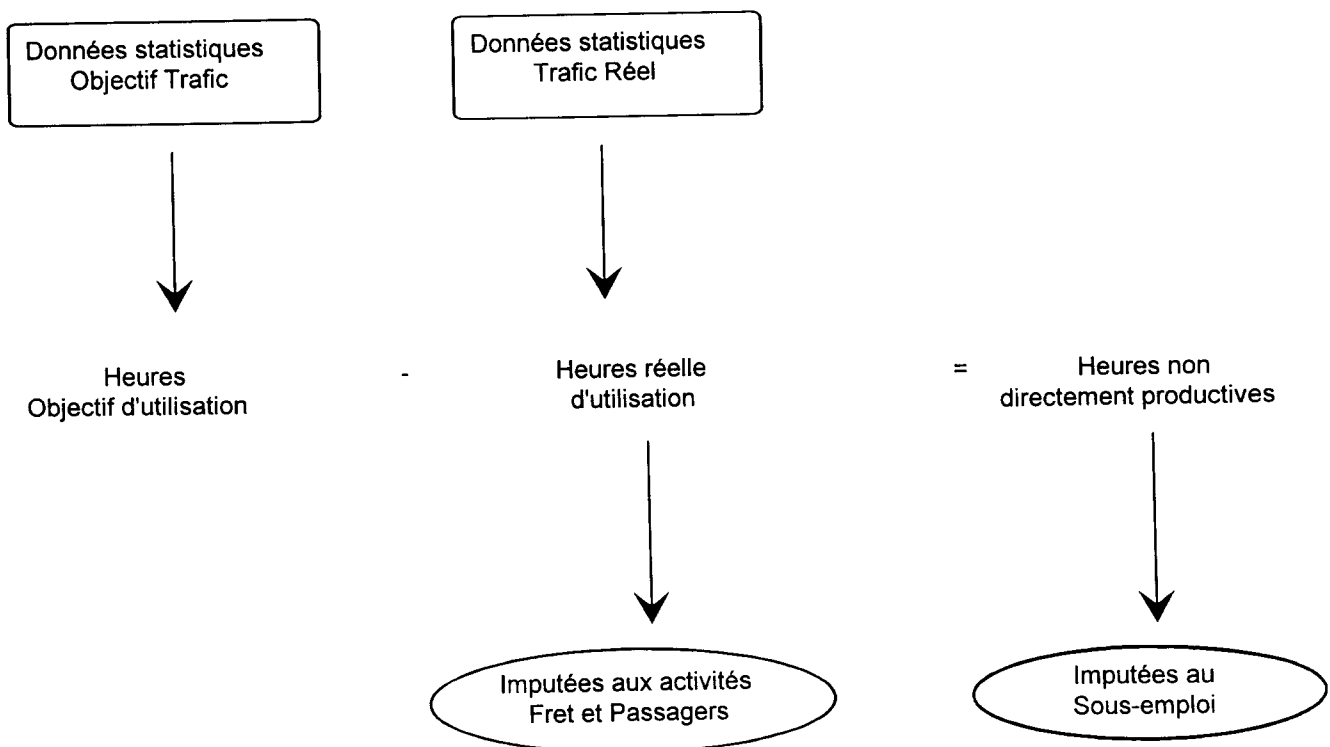 Données statistiques
Objectif Trafic
Données statistiques
Trafic Réel
Heures
Objectif d'utilisation
-
Heures réelle
d'utilisation
=
Heures non
directement productives
Imputées aux activités
Fret et Passagers
Imputées au
Sous-emploi